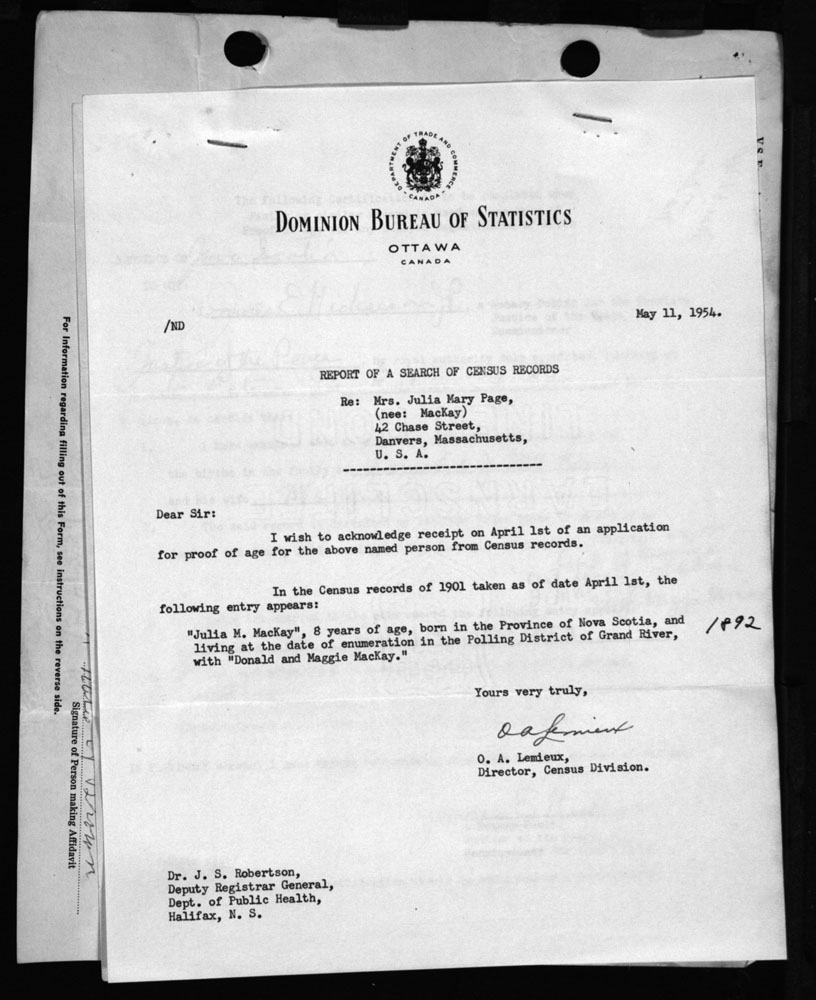 DEPARTMENT OF TRADE AND COMMERCE
CANADA
DOMINION BUREAU OF STATISTICS
OTTAWA
CANADA
/ND
May 11, 1954.
REPORT OF A SEARCH OF CENSUS RECORDS
Re: Mrs. Julia Mary Page,
(nee: MacKay)
42 Chase Street,
Danvers, Massachusetts,
U. S. A.
Dear Sir:
I wish to acknowledge receipt on April 1st of an application
for proof of age for the above named person from Census records.
In the Census records of 1901 taken as of date April 1st, the
following entry appears:
"Julia M. MacKay", 8 years of age, born in the Province of Nova Scotia, and
living at the date of enumeration in the Polling District of Grand River,
with "Donald and Maggie MacKay."
1892
Yours very truly,
O A Lemieux
O. A. Lemieux,
Director, Census Division.
Dr. J. S. Robertson,
Deputy Registrar General,
Dept. of Public Health,
Halifax, N. S.
For Information regarding filling out of this Form, see instructions on the reverse side.
Signature of Person making Affidavit